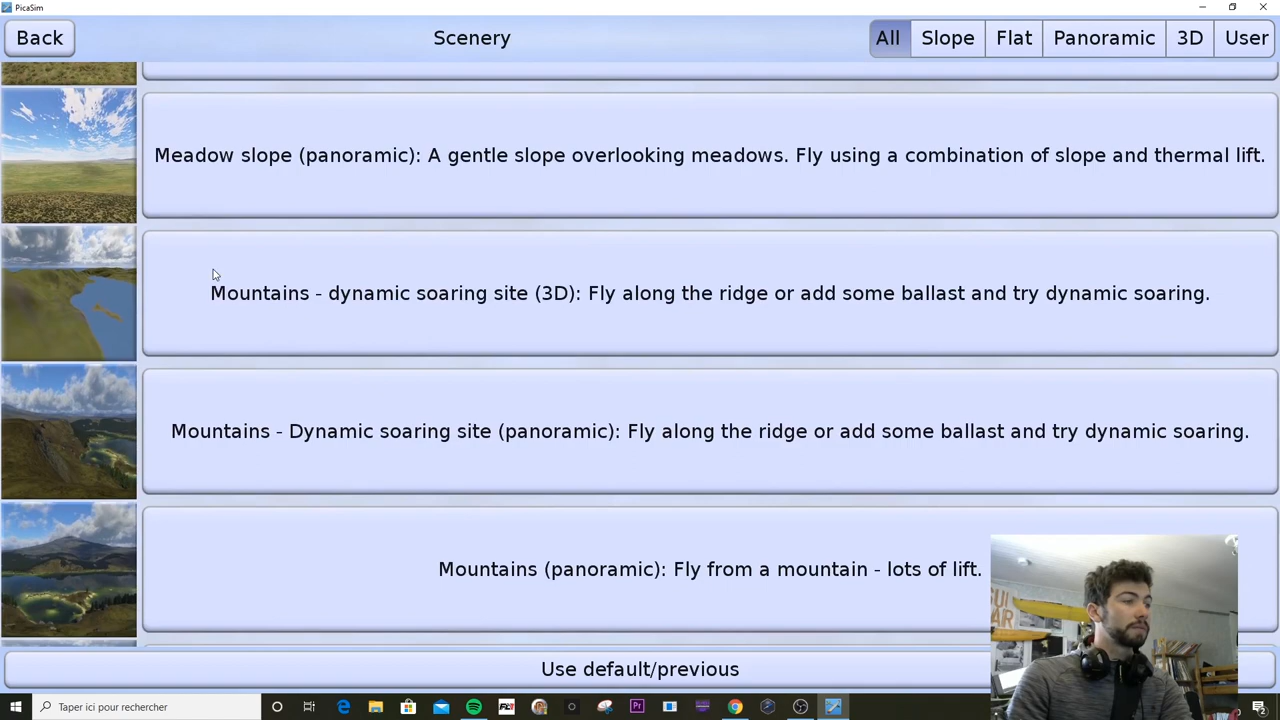 PicaSim
Back
Scenery
All
Slope
Flat
Panoramic
3D
User
Meadow slope (panoramic): A gentle slope overlooking meadows. Fly using a combination of slope and thermal lift.
Mountains - dynamic soaring site (3D): Fly along the ridge or add some ballast and try dynamic soaring.
Mountains - Dynamic soaring site (panoramic): Fly along the ridge or add some ballast and try dynamic soaring.
Mountains (panoramic): Fly from a mountain - lots of lift.
Use default/previous
Taper ici pour rechercher